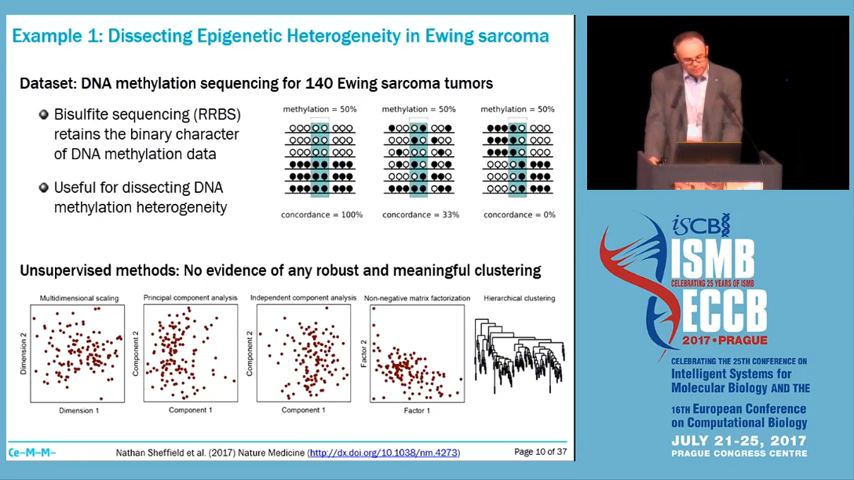 Example 1: Dissecting Epigenetic Heterogeneity in Ewing sarcoma
Dataset: DNA methylation sequencing for 140 Ewing sarcoma tumors
Bisulfite sequencing (RRBS)
retains the binary character
of DNA methylation data
Useful for dissecting DNA
methylation heterogeneity
methylation = 50%
methylation = 50%
methylation = 50%
concordance = 100%
concordance = 33%
concordance = 0%
Unsupervised methods: No evidence of any robust and meaningful clustering
Multidimensional scaling
Principal component analysis
Independent component analysis
Non-negative matrix factorization
Hierarchical clustering
Dimension 2
Component 2
Component 2
Factor 2
Dimension 1
Component 1
Component 1
Factor 1
Ce-M-M-
Nathan Sheffield et al. (2017) Nature Medicine (http://dx.doi.org/10.1038/nm.4273)
Page 10 of 37
iSCB
ISMB
CELEBRATING 25 YEARS OF ISMB
ECCB
2017 • PRAGUE
CELEBRATING THE 25TH CONFERENCE ON
Intelligent Systems for
Molecular Biology AND THE
16TH European Conference
on Computational Biology
JULY 21-25, 2017
PRAGUE CONGRESS CENTRE